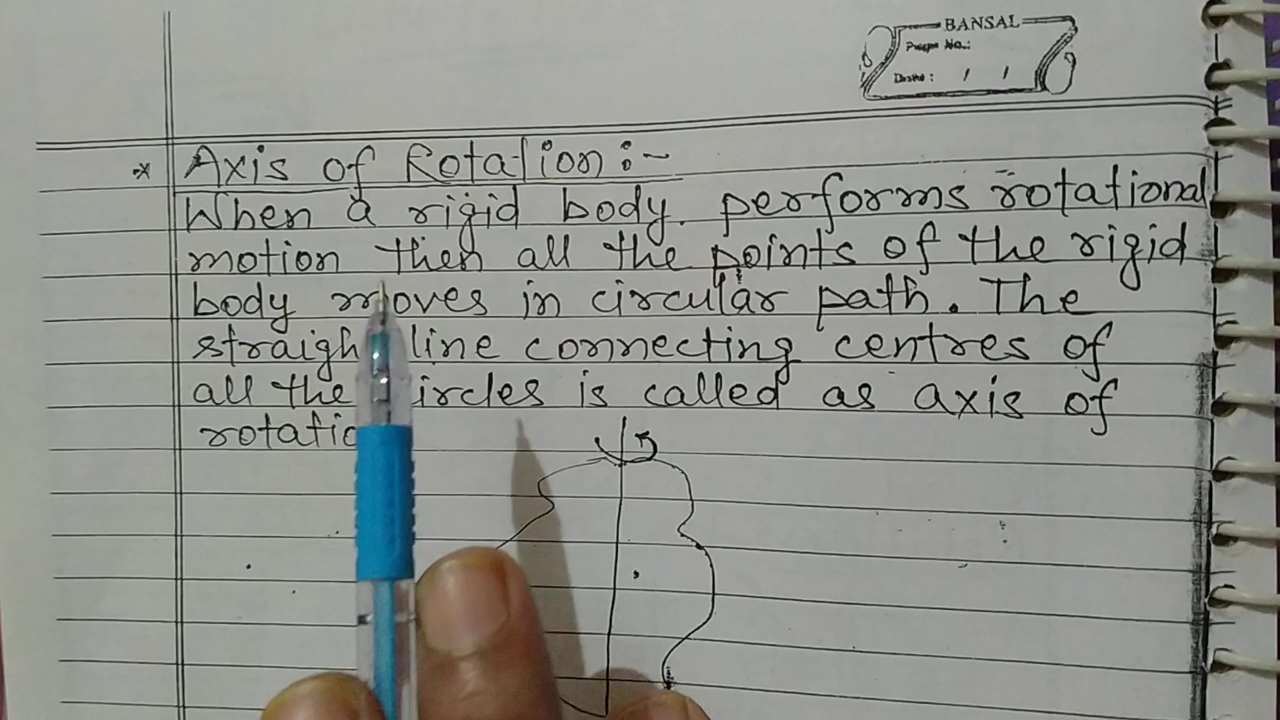 BANSAL
Page No.:
Date: / /
* Axis of Rotation :-
When a rigid body performs rotational
motion then all the points of the rigid
body moves in circular path. The
straigh line connecting centres of
all the ircles is called as axis of
rotatio